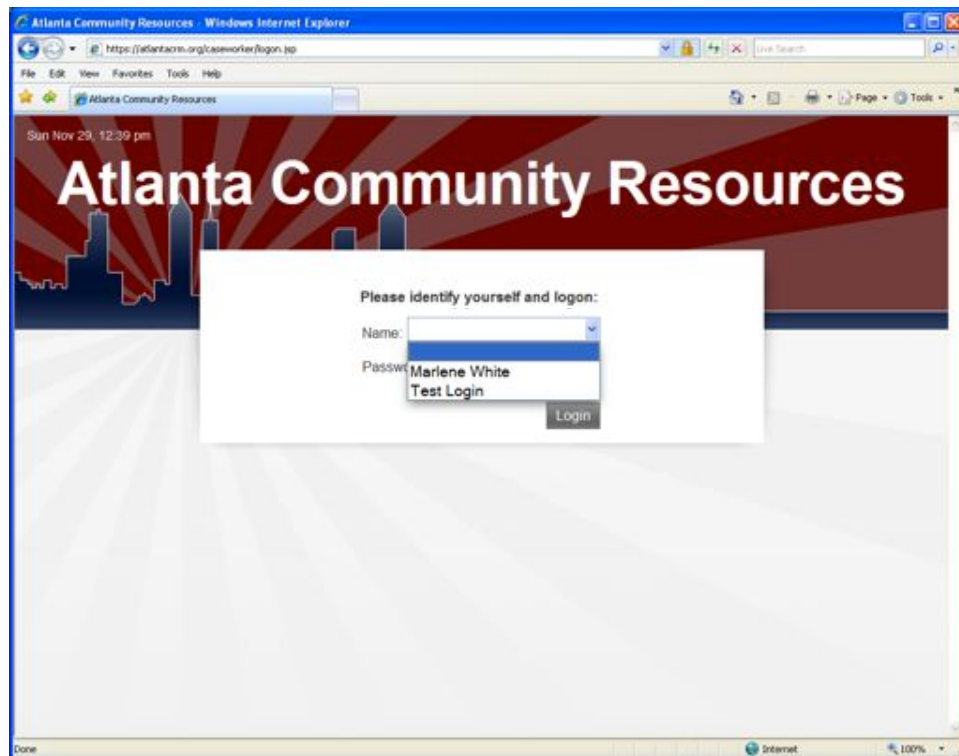 Atlanta Community Resources - Windows Internet Explorer
https://atlantacrm.org/caseworker/logon.jsp
Live Search
File Edit View Favorites Tools Help
Atlanta Community Resources
Page Tools
Sun Nov 29, 12:39 pm
Atlanta Community Resources
Please identify yourself and logon:
Name:
Passwo
Marlene White
Test Login
Login
Done
Internet
100%